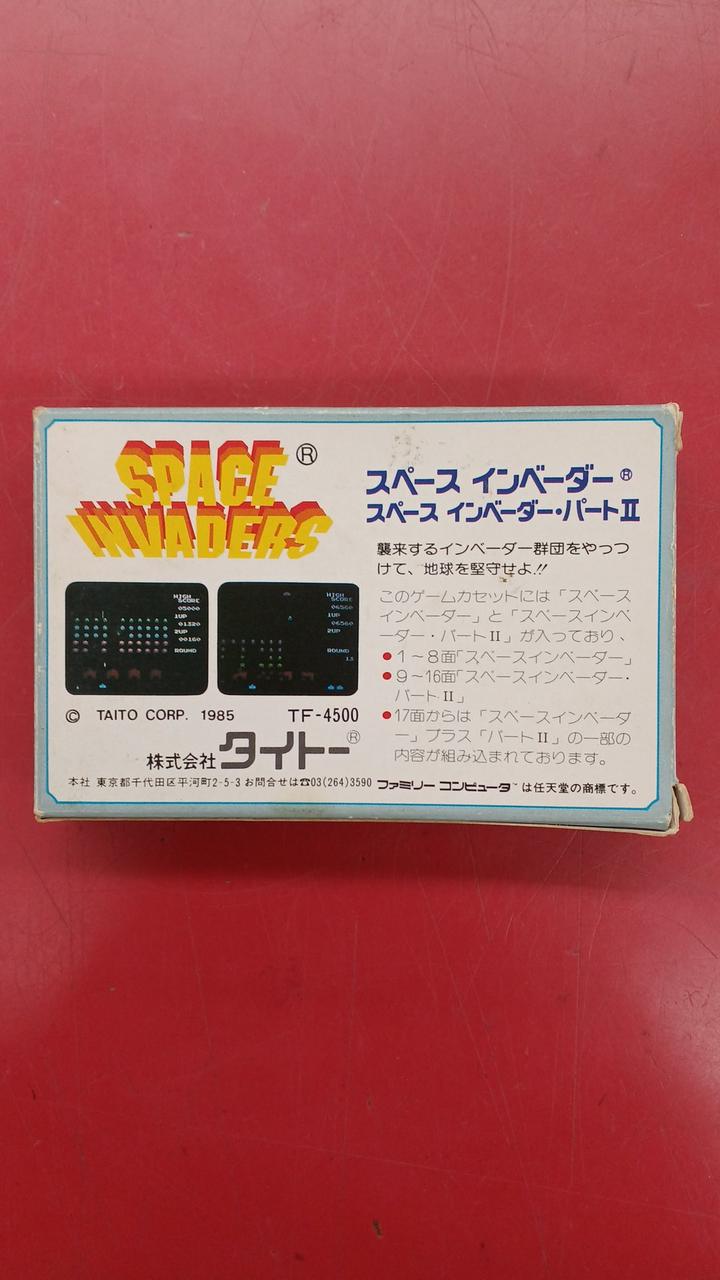 SPACE ®
INVADERS
HIGH
SCORE
05000
1UP
01320
2UP
00160
ROUND
HIGH
SCORE
06560
1UP
06560
2UP
ROUND
13
© TAITO CORP. 1985 TF-4500
株式会社タイトー®
本社 東京都千代田区平河町2-5-3 お問合せは☎03(264)3590
スペース インベーダー®
スペース インベーダー・パートⅡ
襲来するインベーダー群団をやっつ
けて、地球を堅守せよ.!!
このゲームカセットには「スペース
インベーダー」と「スペースインベ
ーダー・パートⅡ」が入っており、
●1～8面「スペースインベーダー」
●9～16面「スペースインベーダー・
パートⅡ」
●17面からは「スペースインベーダ
ー」プラス「パートⅡ」の一部の
内容が組み込まれております。
ファミリー コンピュータ™は任天堂の商標です。